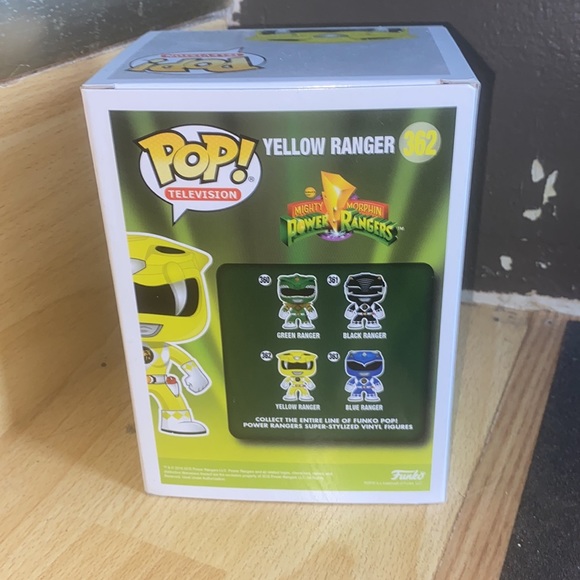 POP!
TELEVISION
YELLOW RANGER 362
MIGHTY MORPHIN
POWER RANGERS
360
361
GREEN RANGER
BLACK RANGER
362
363
YELLOW RANGER
BLUE RANGER
COLLECT THE ENTIRE LINE OF FUNKO POP!
POWER RANGERS SUPER-STYLIZED VINYL FIGURES
Funko